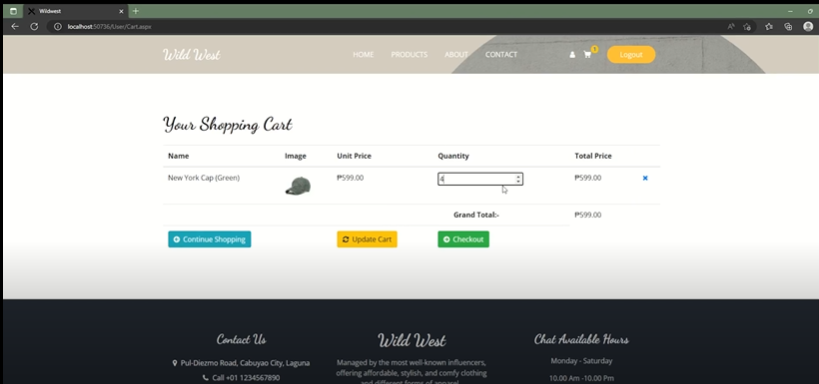 Wildwest
localhost:50736/User/Cart.aspx
Wild West HOME PRODUCTS ABOUT CONTACT 1 Logout
Your Shopping Cart
Name Image Unit Price Quantity Total Price
New York Cap (Green) ₱599.00 4 ₱599.00
Grand Total:- ₱599.00
Continue Shopping Update Cart Checkout
Contact Us Wild West Chat Available Hours
Pul-Diezmo Road, Cabuyao City, Laguna
Call +01 1234567890
Managed by the most well-known influencers,
offering affordable, stylish, and comfy clothing
and different forms of apparel
Monday - Saturday
10.00 Am -10.00 Pm